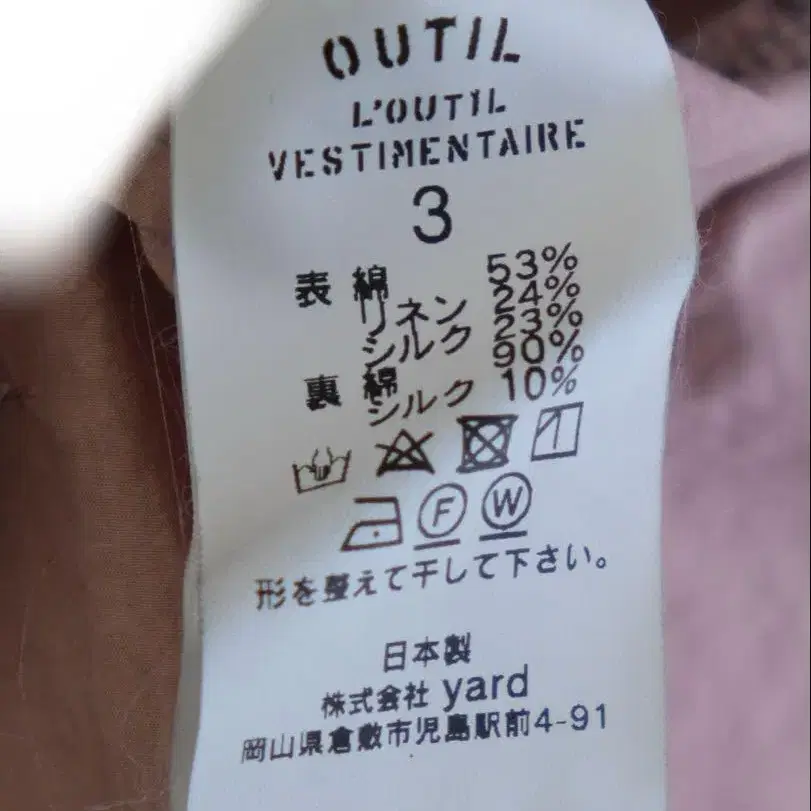 OUTIL
L'OUTIL
VESTIMENTAIRE
3
表 綿 53%
リネン 24%
シルク 23%
裏 綿 90%
シルク 10%
F W
形を整えて干して下さい。
日本製
株式会社 yard
岡山県倉敷市児島駅前4-91